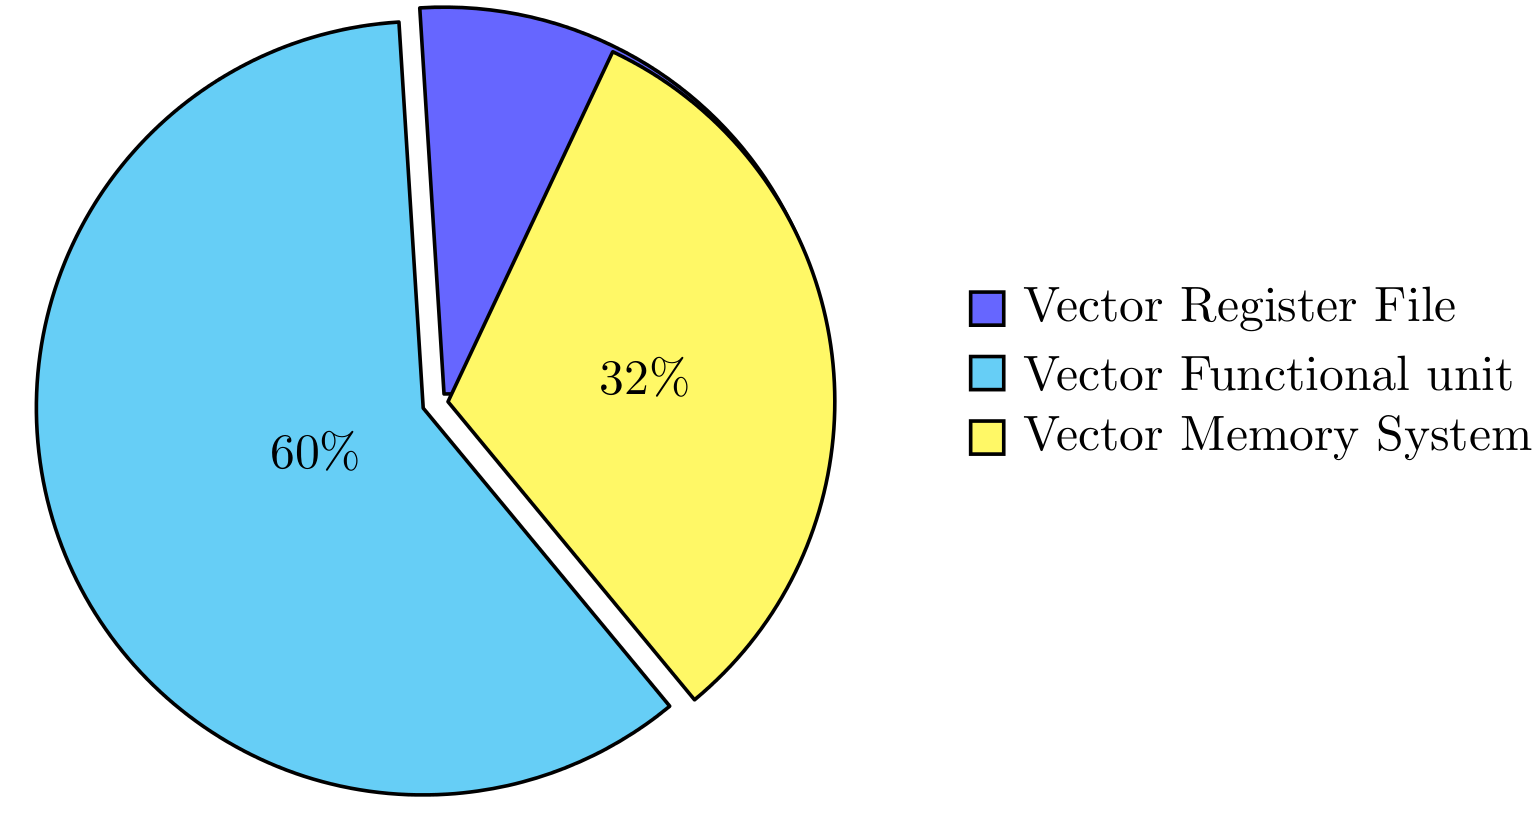 32%
60%
Vector Register File
Vector Functional unit
Vector Memory System